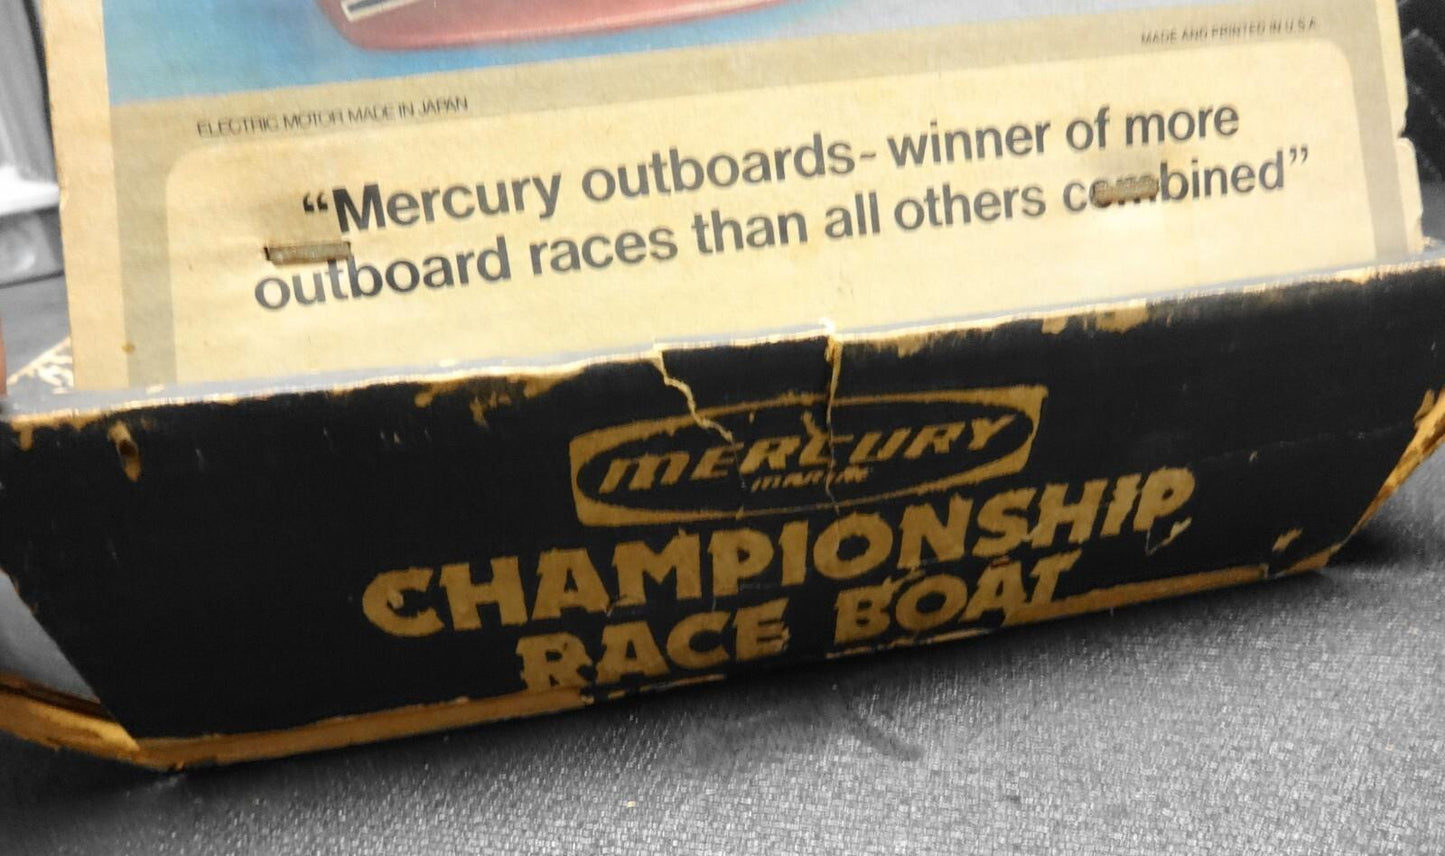 MADE AND PRINTED IN U.S.A.
ELECTRIC MOTOR MADE IN JAPAN
“Mercury outboards- winner of more
outboard races than all others combined”
MERCURY
MARINE
CHAMPIONSHIP
RACE BOAT